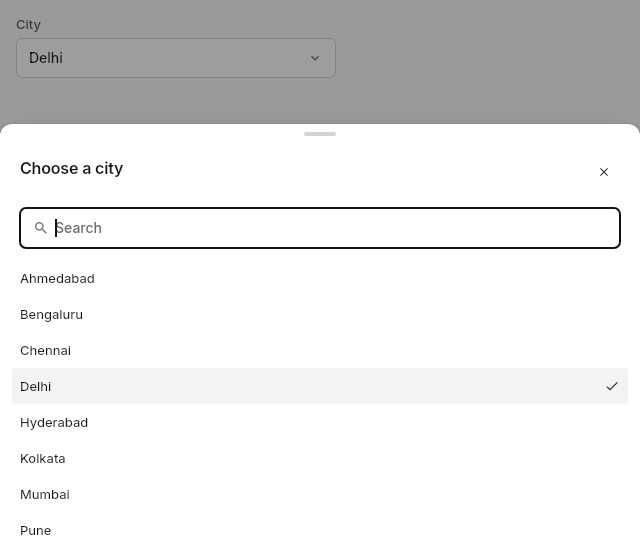 City
Delhi
Choose a city
Search
Ahmedabad
Bengaluru
Chennai
Delhi
Hyderabad
Kolkata
Mumbai
Pune